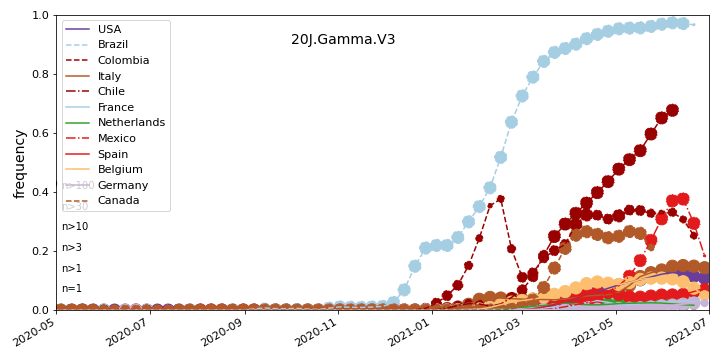 20J.Gamma.V3
USA
Brazil
Colombia
Italy
Chile
France
Netherlands
Mexico
Spain
Belgium
Germany
Canada
n>100
n>30
n>10
n>3
n>1
n=1
frequency
1.0
0.8
0.6
0.4
0.2
0.0
2020-05
2020-07
2020-09
2020-11
2021-01
2021-03
2021-05
2021-07